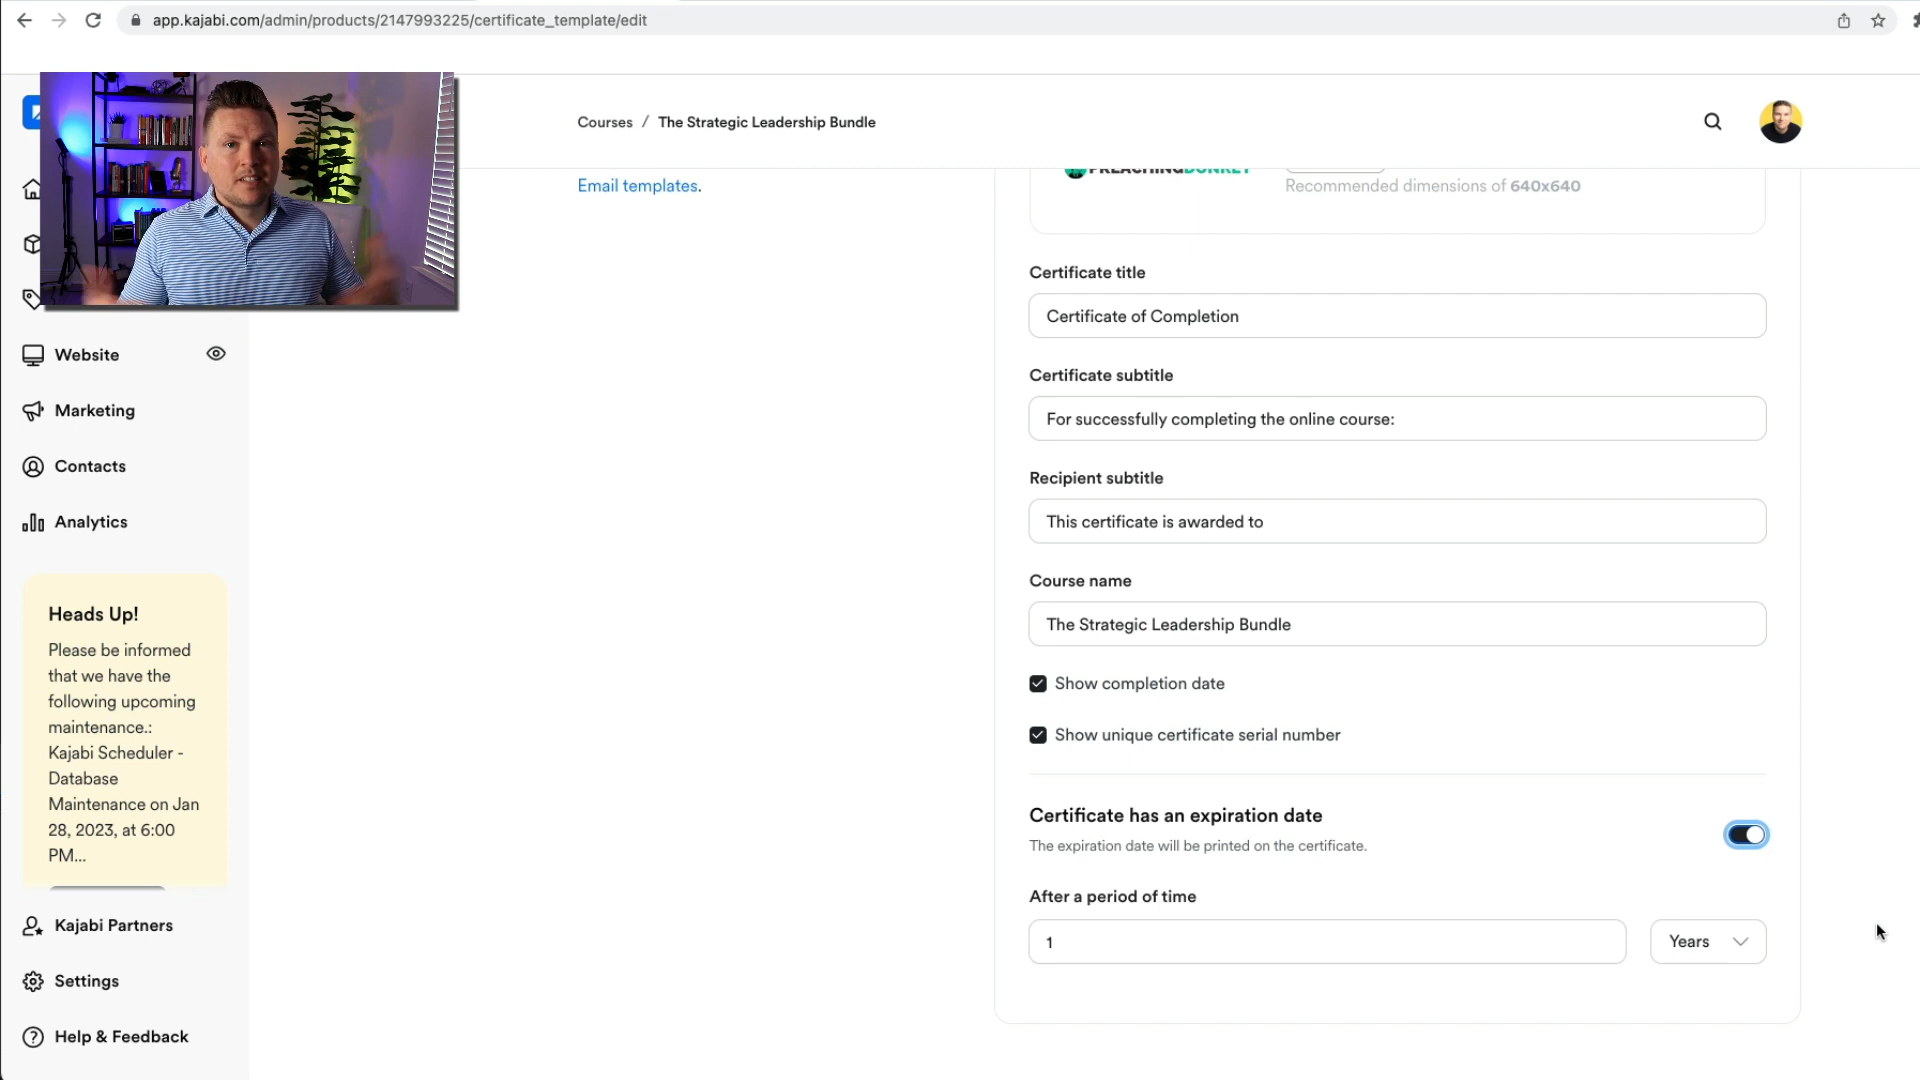 app.kajabi.com/admin/products/2147993225/certificate_template/edit
Courses / The Strategic Leadership Bundle
Email templates.
PREACHINGDONKEY
Recommended dimensions of 640x640
Certificate title
Certificate of Completion
Certificate subtitle
For successfully completing the online course:
Recipient subtitle
This certificate is awarded to
Course name
The Strategic Leadership Bundle
Show completion date
Show unique certificate serial number
Certificate has an expiration date
The expiration date will be printed on the certificate.
After a period of time
1
Years
Website
Marketing
Contacts
Analytics
Heads Up!
Please be informed
that we have the
following upcoming
maintenance.:
Kajabi Scheduler -
Database
Maintenance on Jan
28, 2023, at 6:00
PM...
Kajabi Partners
Settings
Help & Feedback